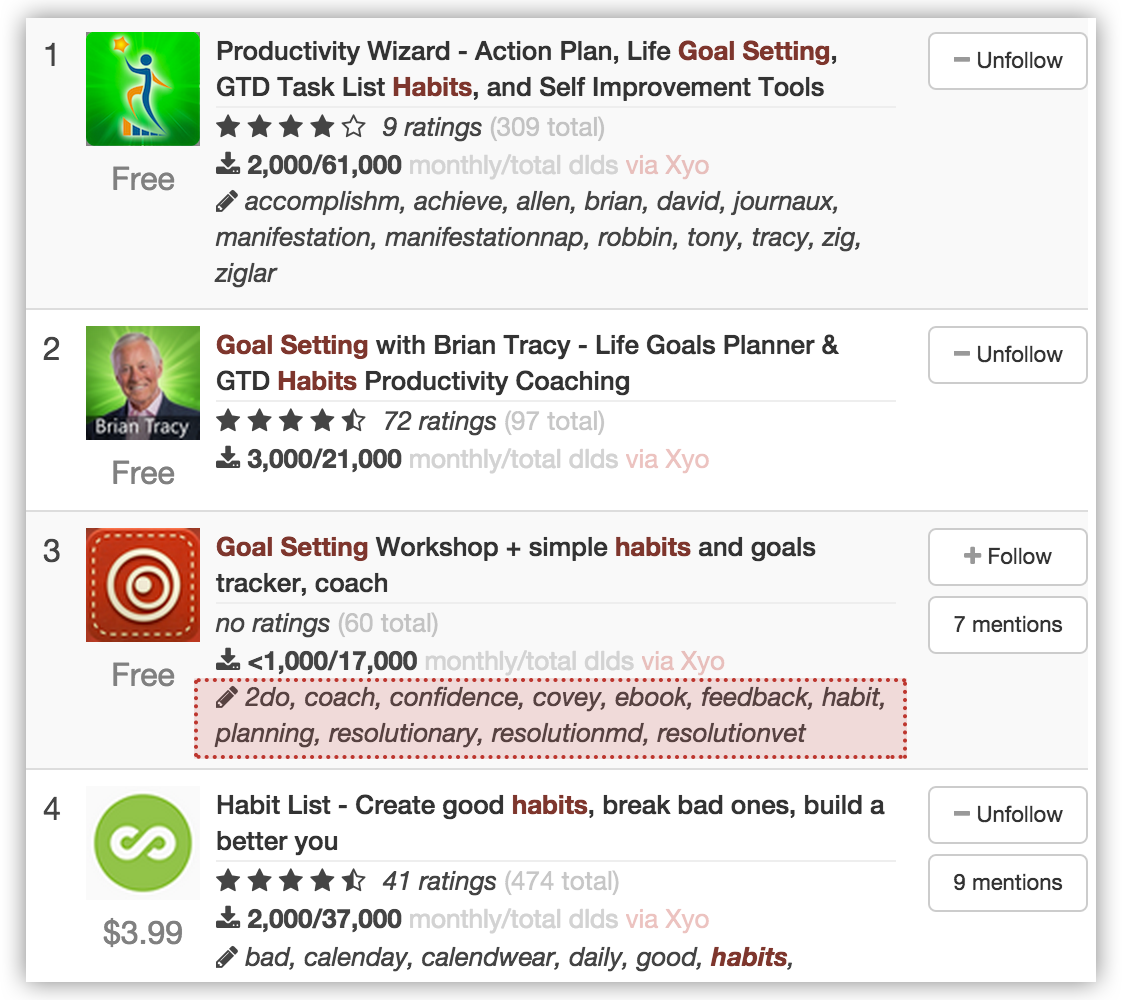 1
Productivity Wizard - Action Plan, Life Goal Setting,
GTD Task List Habits, and Self Improvement Tools
Unfollow
9 ratings (309 total)
Free
2,000/61,000 monthly/total dlds via Xyo
accomplishm, achieve, allen, brian, david, journaux,
manifestation, manifestationnap, robbin, tony, tracy, zig,
ziglar
2
Brian Tracy
Goal Setting with Brian Tracy - Life Goals Planner &
GTD Habits Productivity Coaching
Unfollow
72 ratings (97 total)
Free
3,000/21,000 monthly/total dlds via Xyo
3
Goal Setting Workshop + simple habits and goals
tracker, coach
Follow
7 mentions
no ratings (60 total)
Free
<1,000/17,000 monthly/total dlds via Xyo
2do, coach, confidence, covey, ebook, feedback, habit,
planning, resolutionary, resolutionmd, resolutionvet
4
Habit List - Create good habits, break bad ones, build a
better you
Unfollow
9 mentions
41 ratings (474 total)
$3.99
2,000/37,000 monthly/total dlds via Xyo
bad, calenday, calendwear, daily, good, habits,